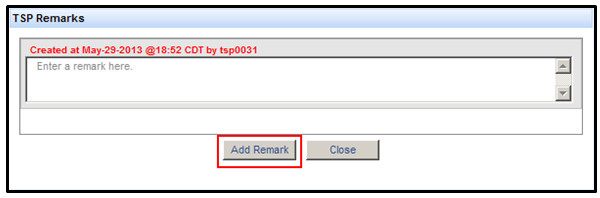 TSP Remarks
Created at May-29-2013 @18:52 CDT by tsp0031
Enter a remark here.
Add Remark
Close